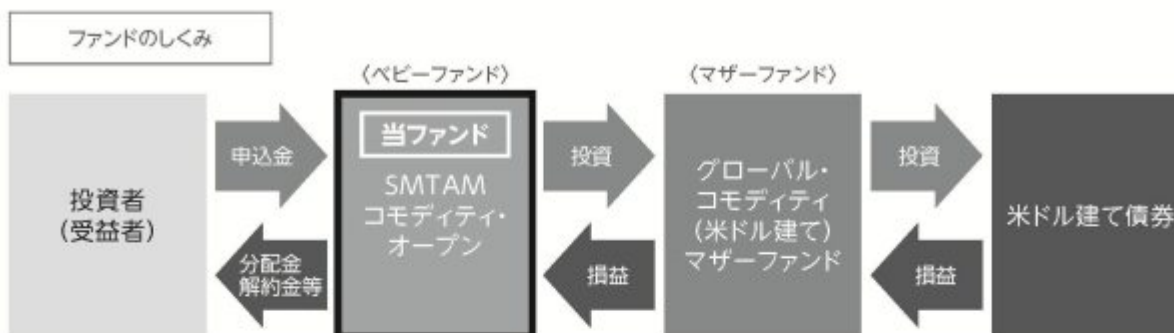 ファンドのしくみ
〈ベビーファンド〉
〈マザーファンド〉
投資者
(受益者)
申込金
分配金
解約金等
当ファンド
SMTAM
コモディティ・
オープン
投資
損益
グローバル・
コモディティ
(米ドル建て)
マザーファンド
投資
損益
米ドル建て債券